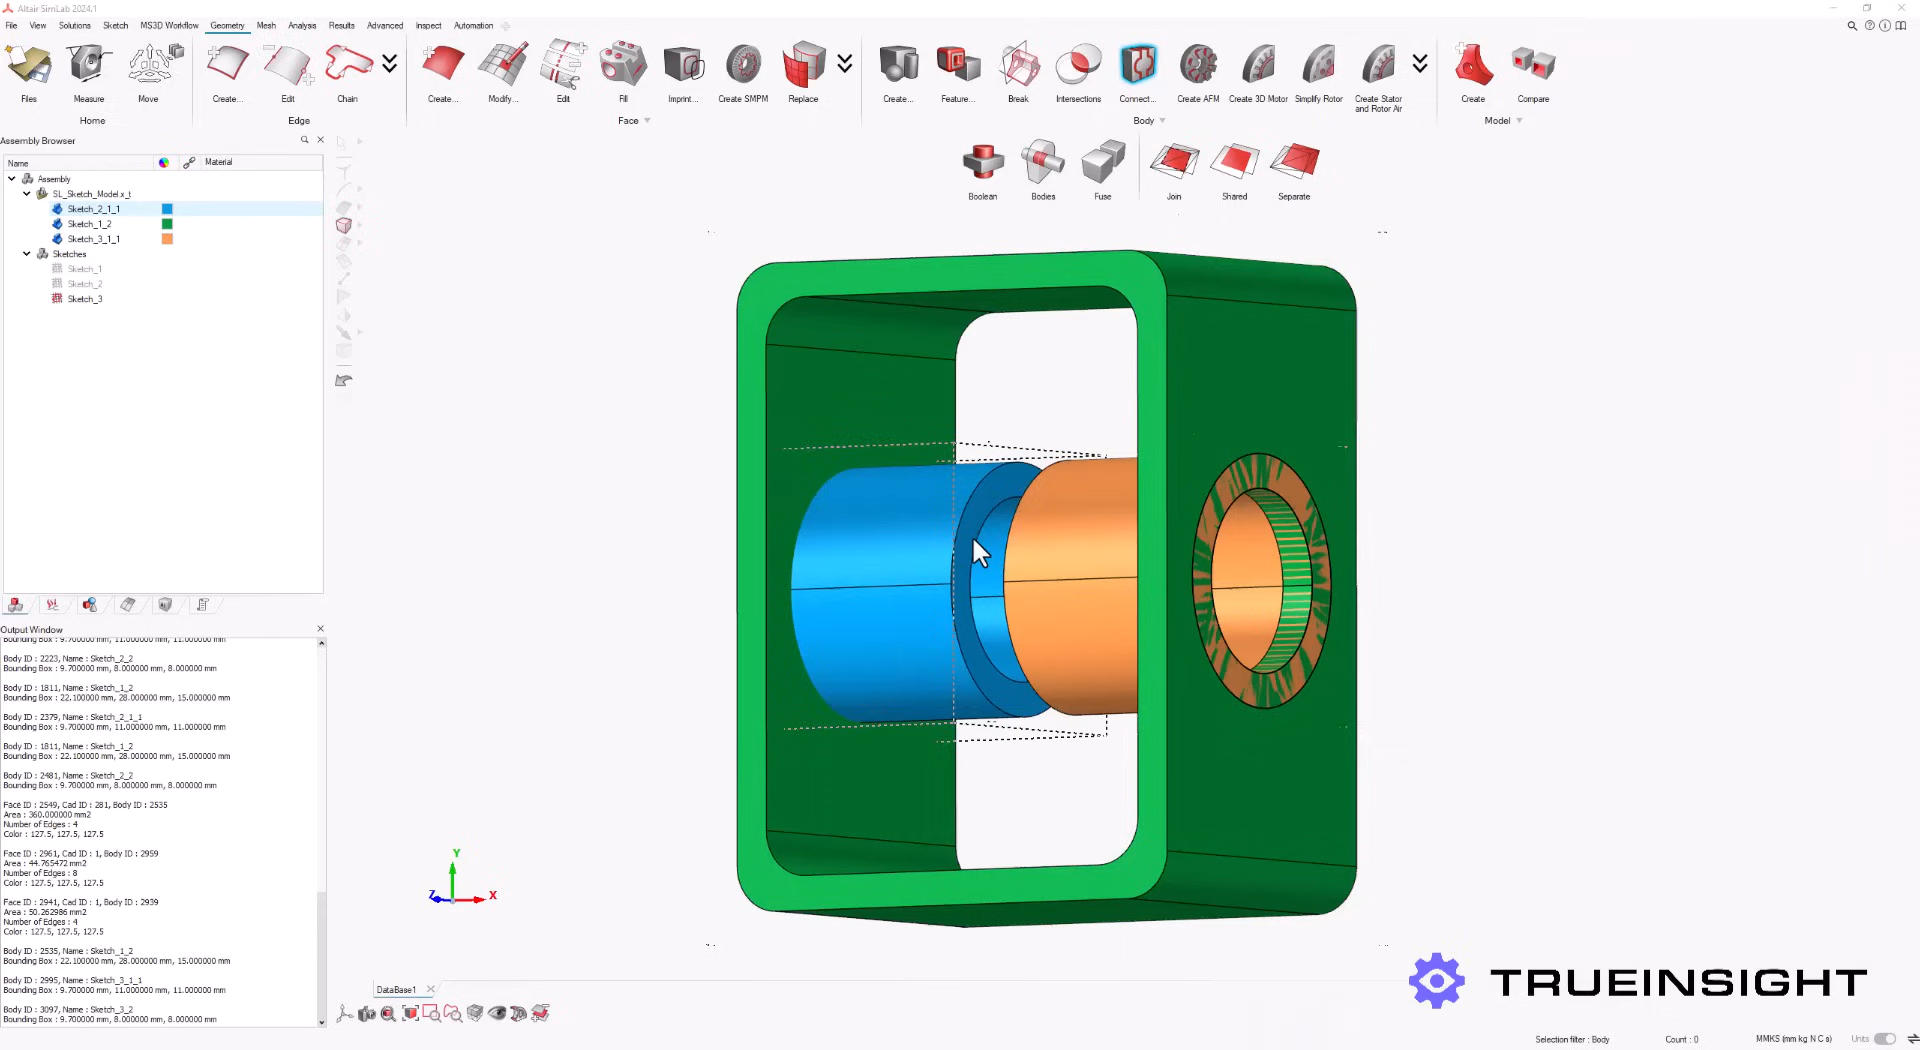 Altair SimLab 2024.1
File View Solutions Sketch MS3D Workflow Geometry Mesh Analysis Results Advanced Inspect Automation
Files Measure Move Create... Edit Chain Create... Modify... Edit Fill Imprint... Create SMPM Replace Create... Feature... Break Intersections Connect... Create AFM Create 3D Motor Simplify Rotor Create Stator and Rotor Air Create Compare
Home Edge Face Body Model
Boolean Bodies Fuse Join Shared Separate
Assembly Browser
Name Material
Assembly
SL_Sketch_Model.x_t
Sketch_2_1_1
Sketch_1_2
Sketch_3_1_1
Sketches
Sketch_1
Sketch_2
Sketch_3
Output Window
Bounding Box : 9.700000 mm, 11.000000 mm, 11.000000 mm
Body ID : 2223, Name : Sketch_2_2
Bounding Box : 9.700000 mm, 8.000000 mm, 8.000000 mm
Body ID : 1811, Name : Sketch_1_2
Bounding Box : 22.100000 mm, 28.000000 mm, 15.000000 mm
Body ID : 2379, Name : Sketch_2_1_1
Bounding Box : 9.700000 mm, 11.000000 mm, 11.000000 mm
Body ID : 1811, Name : Sketch_1_2
Bounding Box : 22.100000 mm, 28.000000 mm, 15.000000 mm
Body ID : 2481, Name : Sketch_2_2
Bounding Box : 9.700000 mm, 8.000000 mm, 8.000000 mm
Face ID : 2549, Cad ID : 281, Body ID : 2535
Area : 360.000000 mm2
Number of Edges : 4
Color : 127.5, 127.5, 127.5
Face ID : 2961, Cad ID : 1, Body ID : 2959
Area : 44.765472 mm2
Number of Edges : 8
Color : 127.5, 127.5, 127.5
Face ID : 2941, Cad ID : 1, Body ID : 2939
Area : 50.262986 mm2
Number of Edges : 4
Color : 127.5, 127.5, 127.5
Body ID : 2535, Name : Sketch_1_2
Bounding Box : 22.100000 mm, 28.000000 mm, 15.000000 mm
Body ID : 2995, Name : Sketch_3_1_1
Bounding Box : 9.700000 mm, 11.000000 mm, 11.000000 mm
Body ID : 3097, Name : Sketch_3_2
Bounding Box : 9.700000 mm, 8.000000 mm, 8.000000 mm
Y
Z X
DataBase1
TRUEINSIGHT
Selection filter : Body Count : 0 MMKS (mm kg N C s) Units